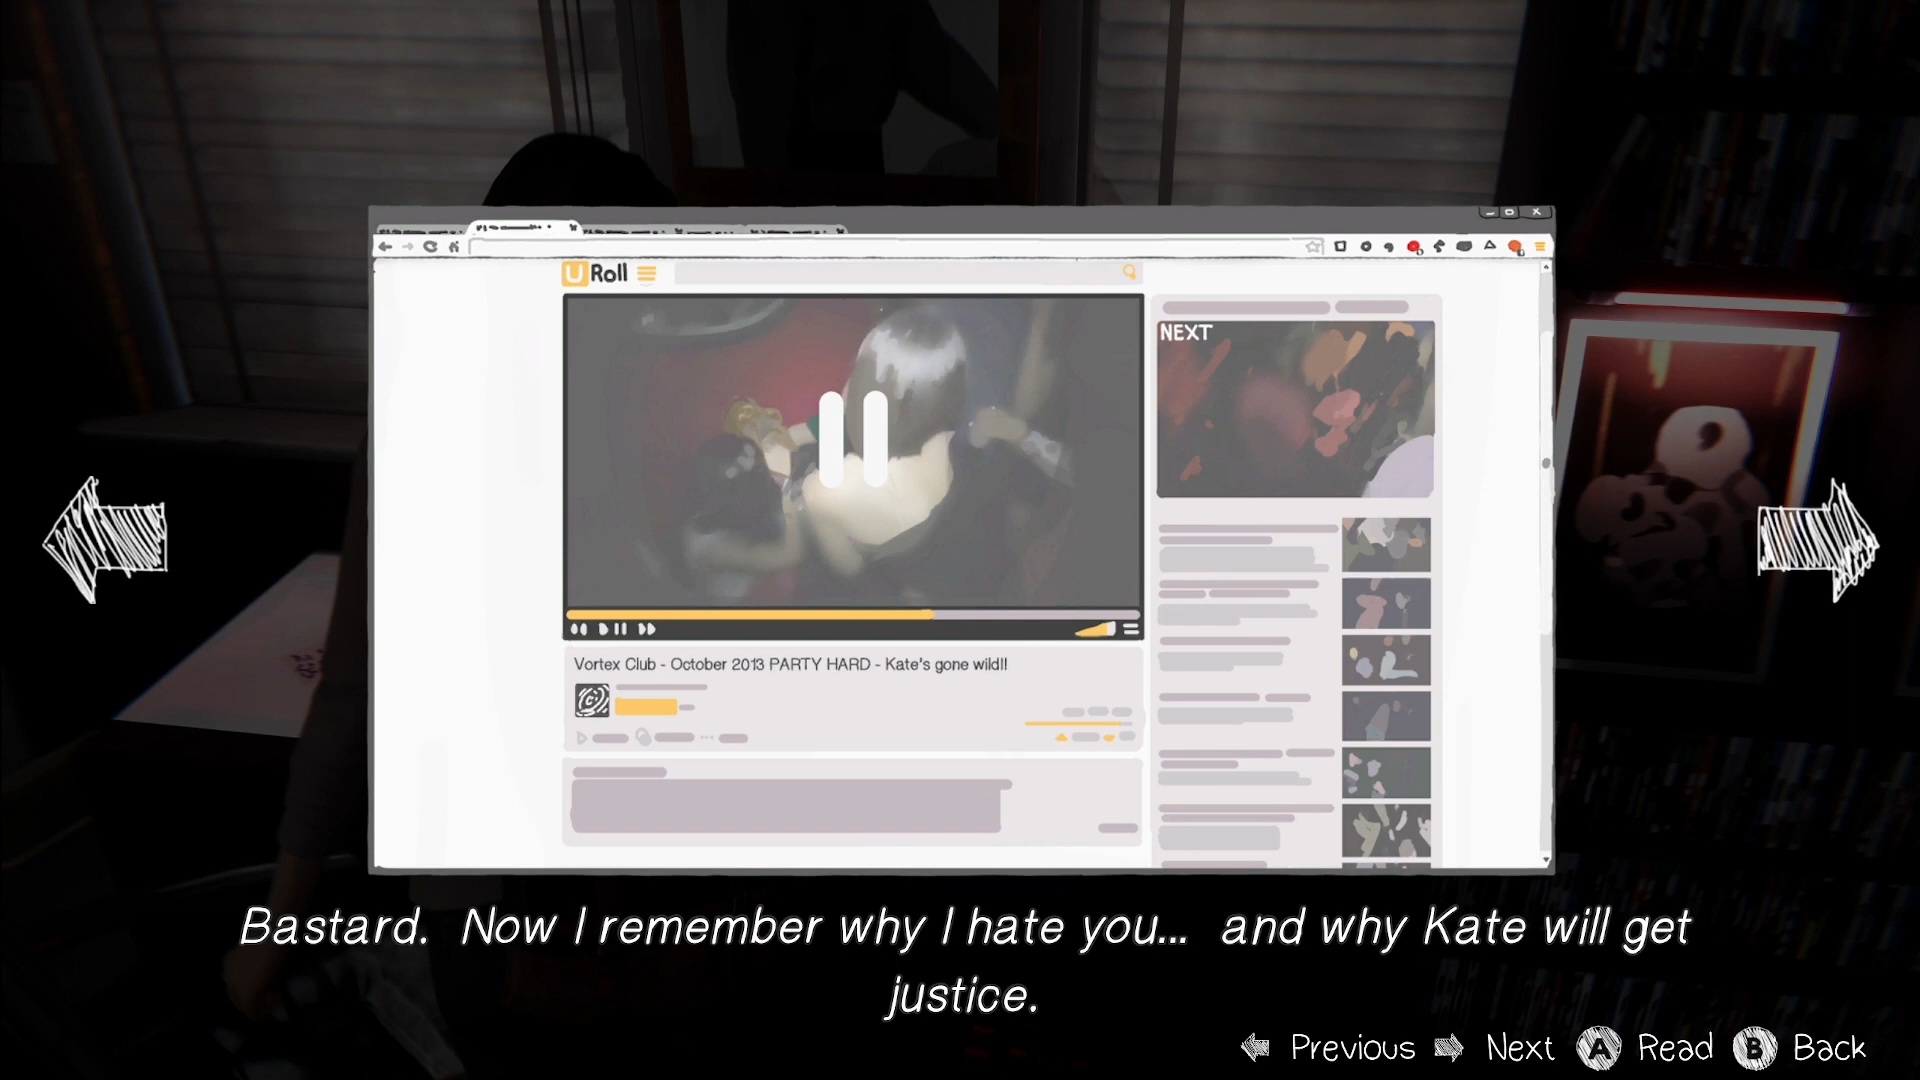 U Roll
NEXT
Vortex Club - October 2013 PARTY HARD - Kate's gone wild!!
Bastard. Now I remember why I hate you... and why Kate will get
justice.
Previous Next A Read B Back